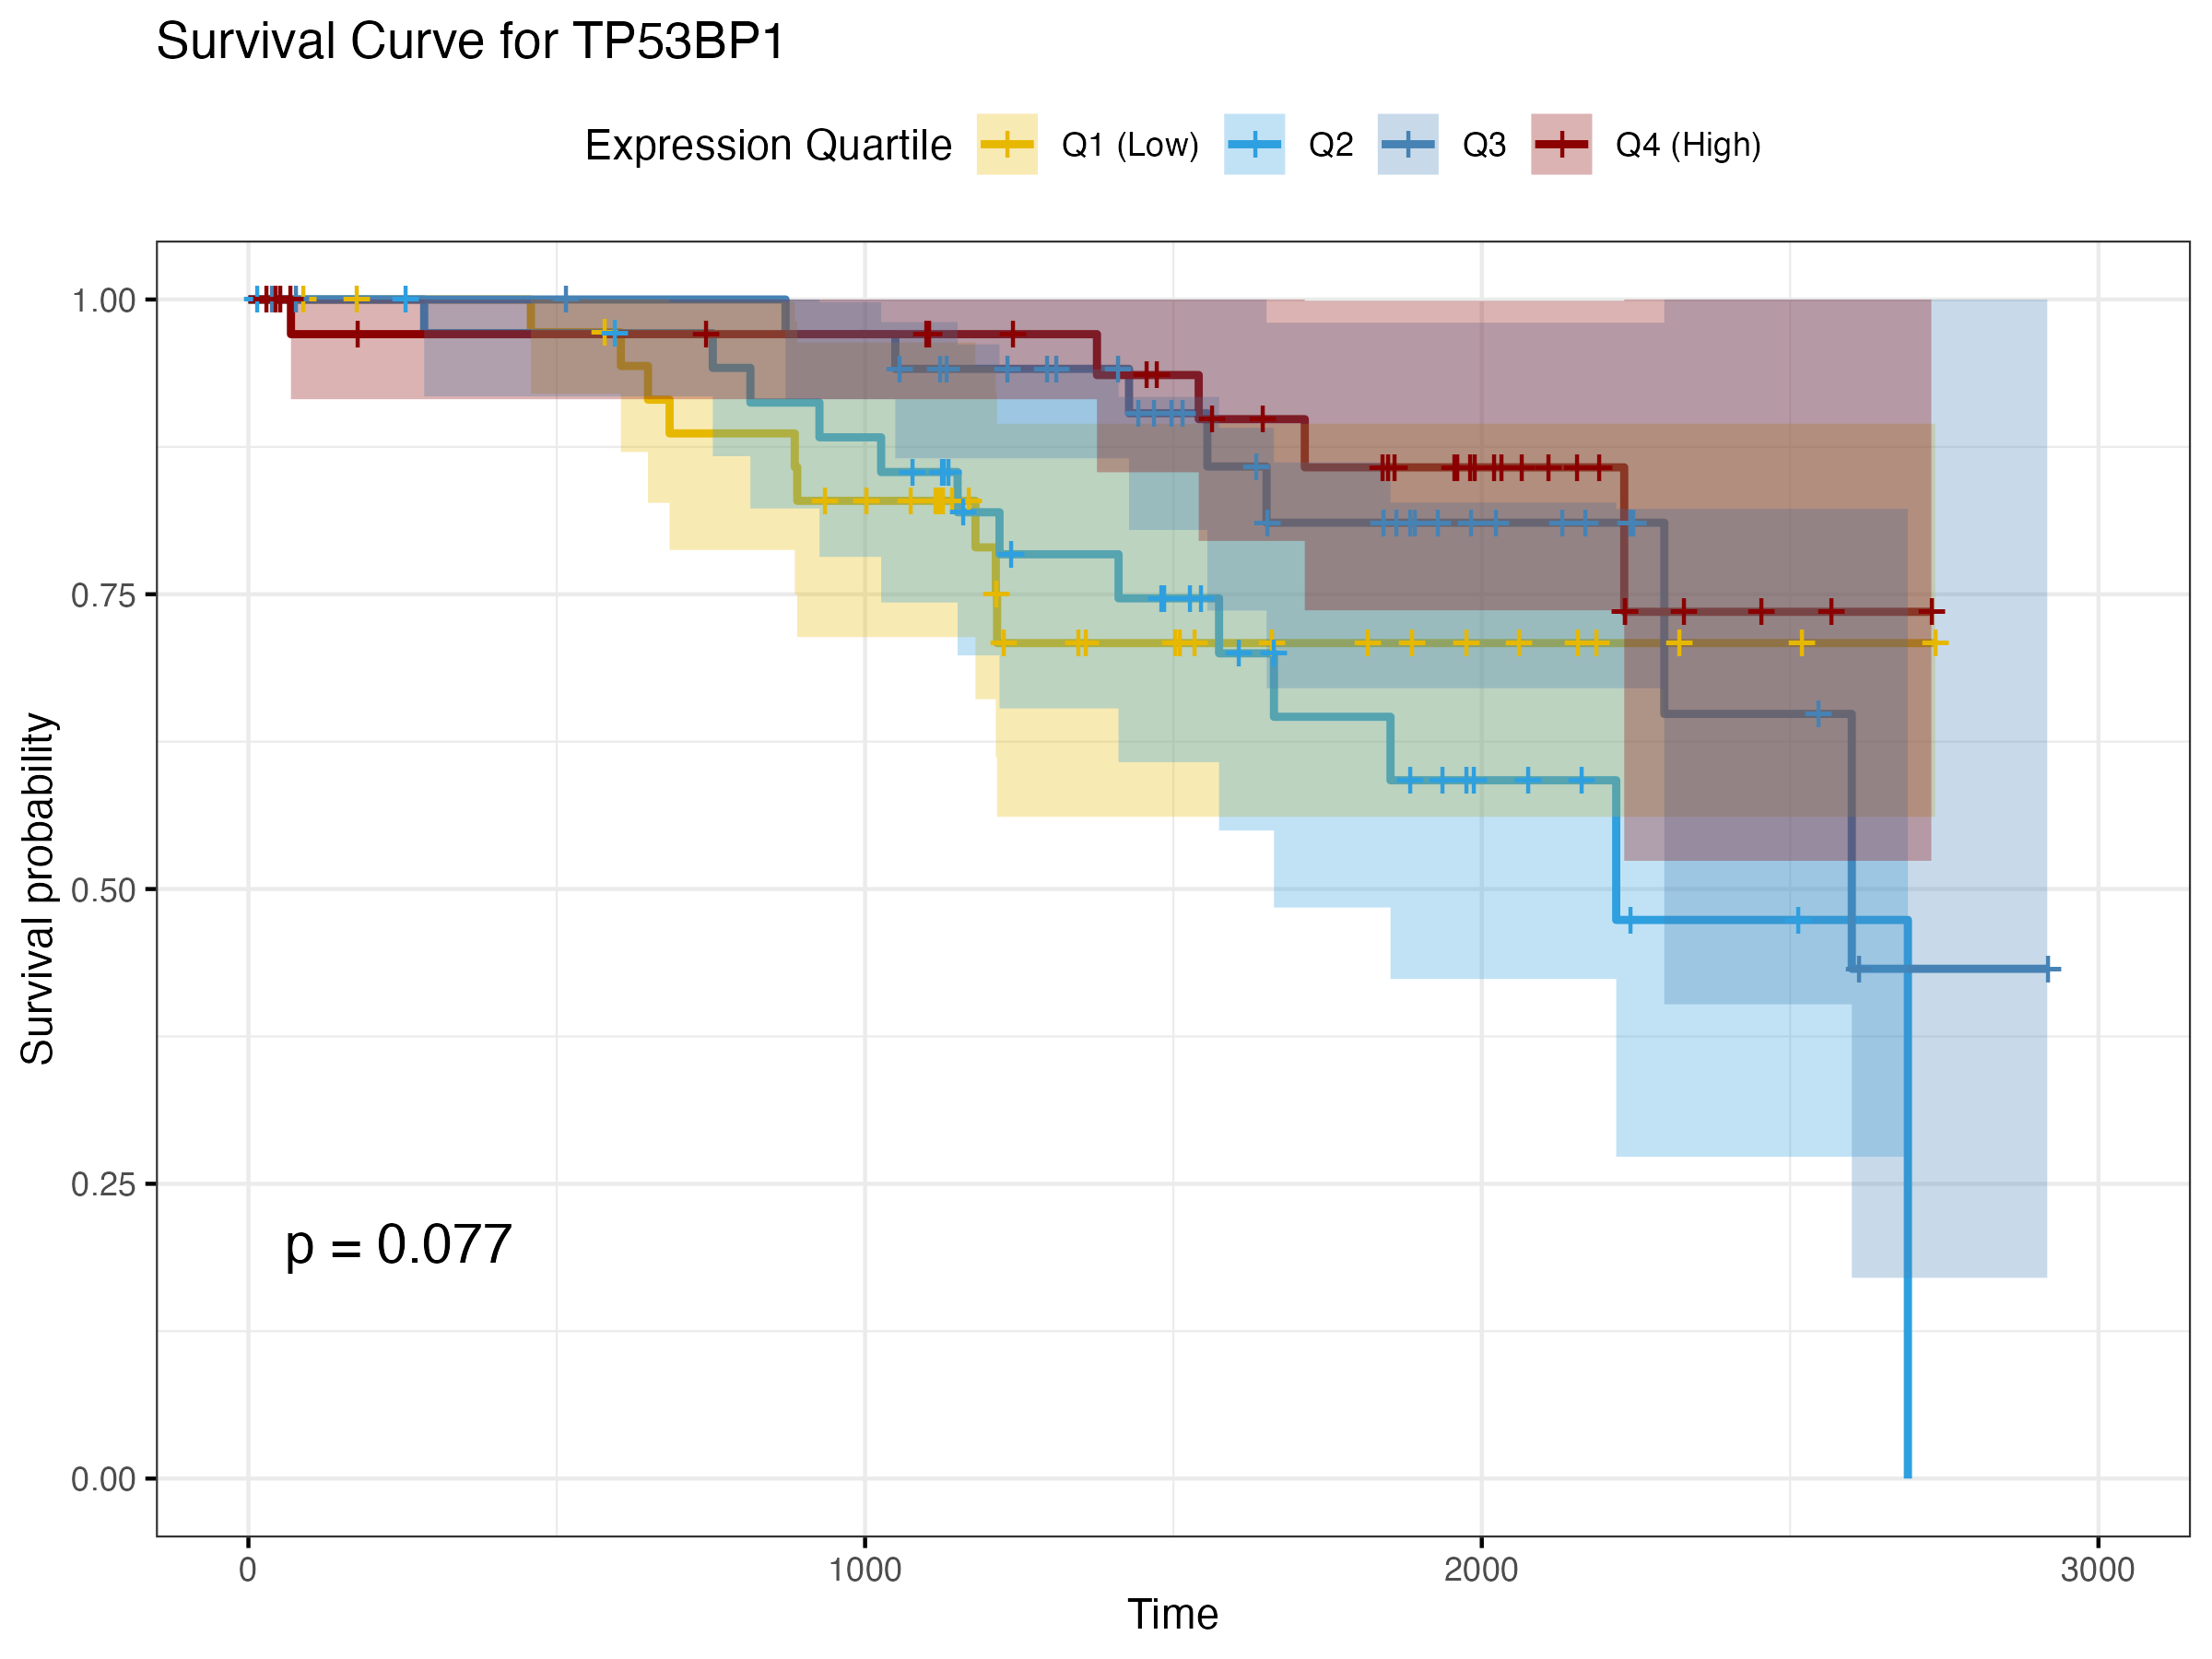 Survival Curve for TP53BP1
Expression Quartile Q1 (Low) Q2 Q3 Q4 (High)
Survival probability
1.00
0.75
0.50
0.25
0.00
p = 0.077
0 1000 2000 3000
Time